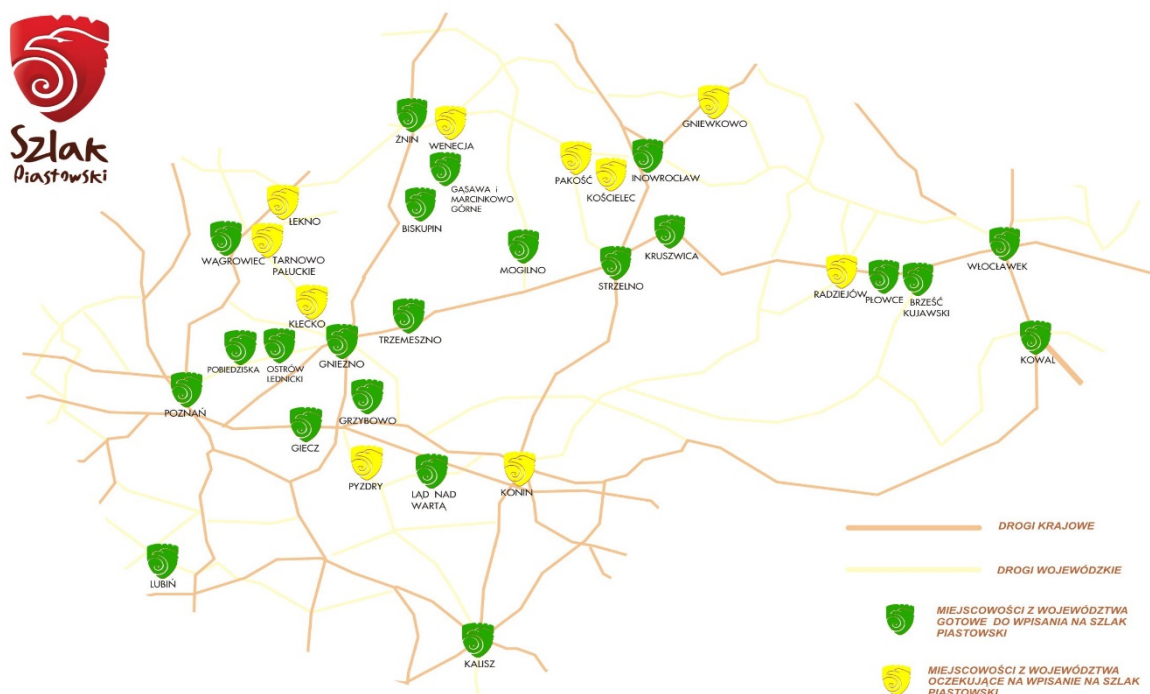 Szlak
Piastowski
ŻNIN
WENECJA
GNIEWKOWO
GĄSAWA i
MARCINKOWO
GÓRNE
BISKUPIN
PAKOŚĆ
KOŚCIELEC
INOWROCŁAW
ŁEKNO
WĄGROWIEC
TARNOWO
PAŁUCKIE
MOGILNO
STRZELNO
KRUSZWICA
RADZIEJÓW
PŁOWCE
BRZEŚĆ
KUJAWSKI
WŁOCŁAWEK
KOWAL
KŁECKO
TRZEMESZNO
POBIEDZISKA
OSTRÓW
LEDNICKI
GNIEZNO
POZNAŃ
GRZYBOWO
GIECZ
PYZDRY
LĄD NAD
WARTĄ
KONIN
LUBIŃ
KALISZ
DROGI KRAJOWE
DROGI WOJEWÓDZKIE
MIEJSCOWOŚCI Z WOJEWÓDZTWA
GOTOWE DO WPISANIA NA SZLAK
PIASTOWSKI
MIEJSCOWOŚCI Z WOJEWÓDZTWA
OCZEKUJĄCE NA WPISANIE NA SZLAK
PIASTOWSKI